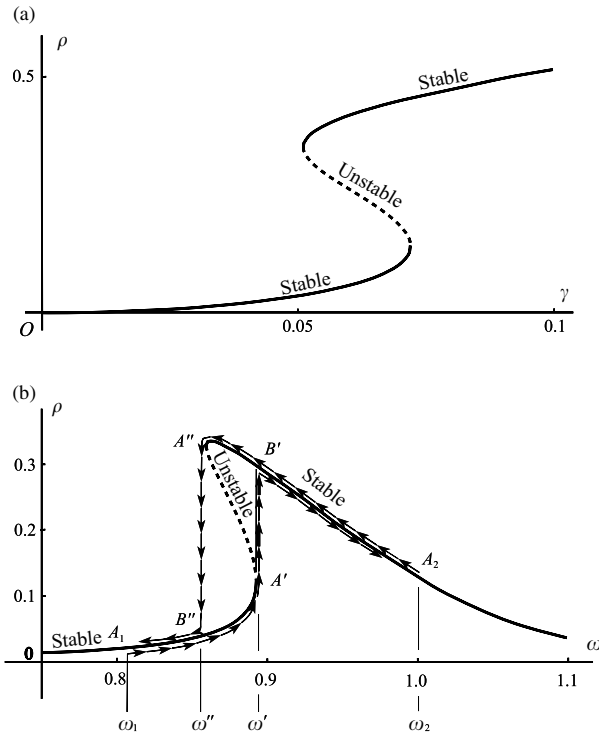 (a)
ρ
0.5
Stable
Unstable
Stable
γ
O
0.05
0.1
(b)
ρ
A″
B′
0.3
Unstable
Stable
0.2
A₂
0.1
A′
B″
Stable
A₁
0
0.8
0.9
1.0
1.1
ω
ω₁
ω″
ω′
ω₂